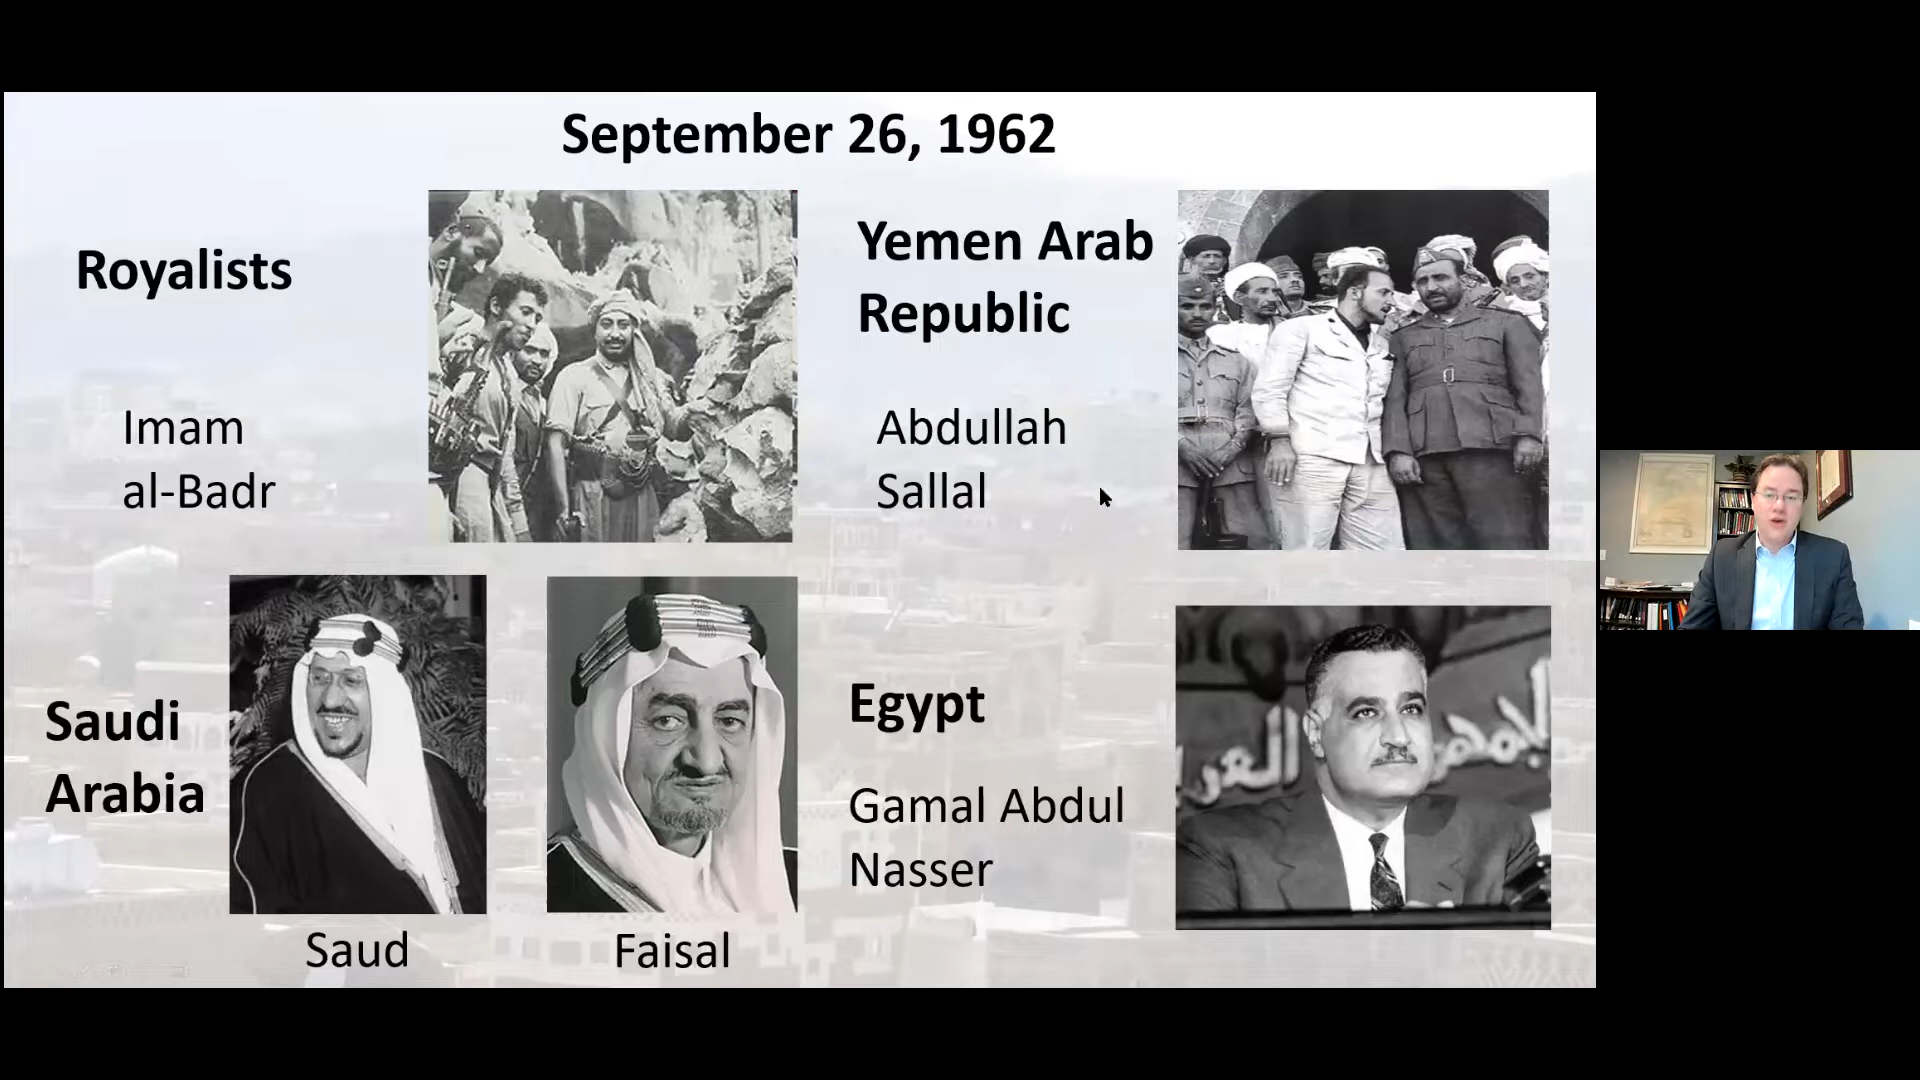 September 26, 1962
Royalists
Imam
al-Badr
Yemen Arab
Republic
Abdullah
Sallal
Saudi
Arabia
Saud
Faisal
Egypt
Gamal Abdul
Nasser